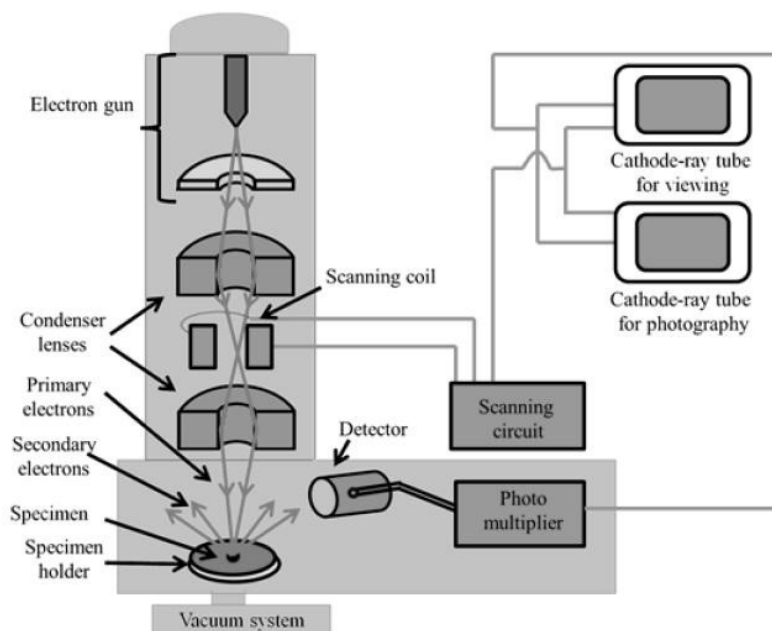 Electron gun
Cathode-ray tube
for viewing
Cathode-ray tube
for photography
Scanning coil
Condenser
lenses
Primary
electrons
Scanning
circuit
Detector
Secondary
electrons
Photo
multiplier
Specimen
Specimen
holder
Vacuum system